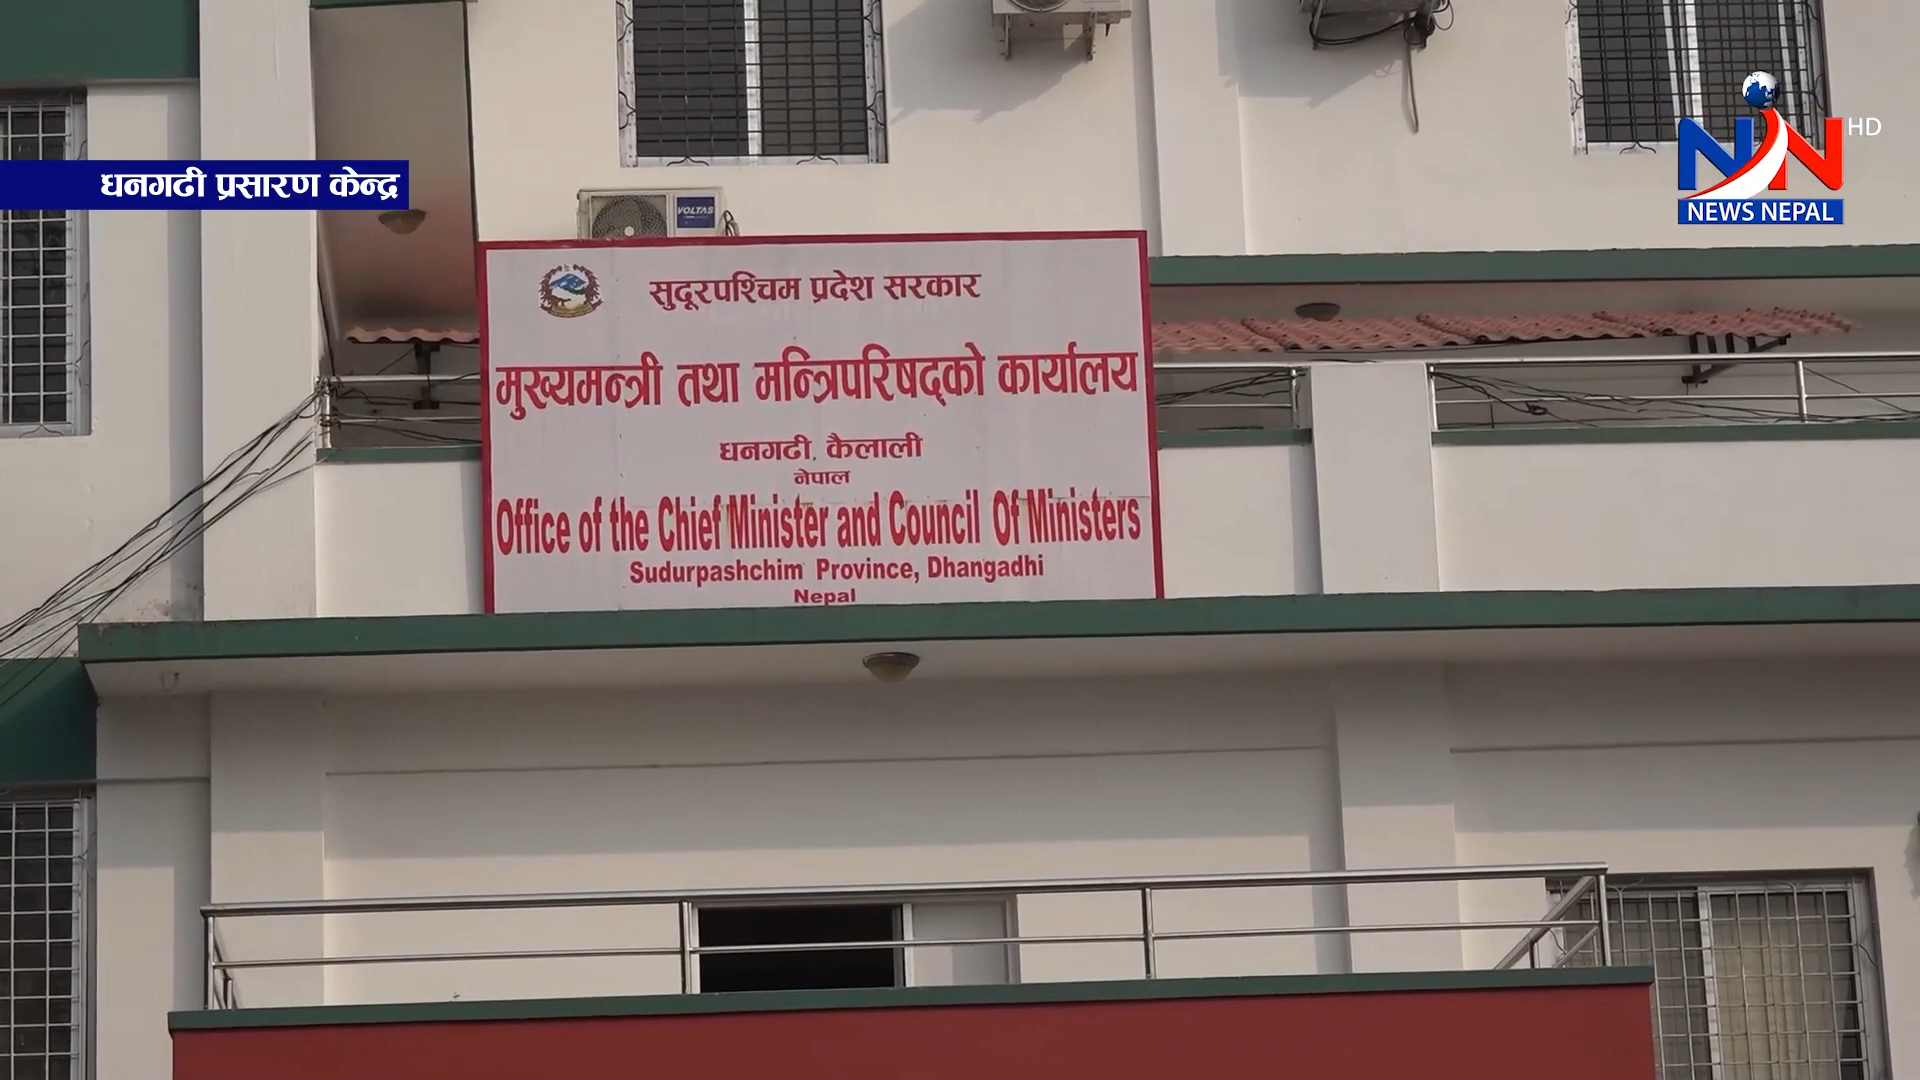 धनगढी प्रसारण केन्द्र
HD
NEWS NEPAL
VOLTAS
सुदूरपश्चिम प्रदेश सरकार
मुख्यमन्त्री तथा मन्त्रिपरिषद्को कार्यालय
धनगढी, कैलाली
नेपाल
Office of the Chief Minister and Council Of Ministers
Sudurpashchim Province, Dhangadhi
Nepal